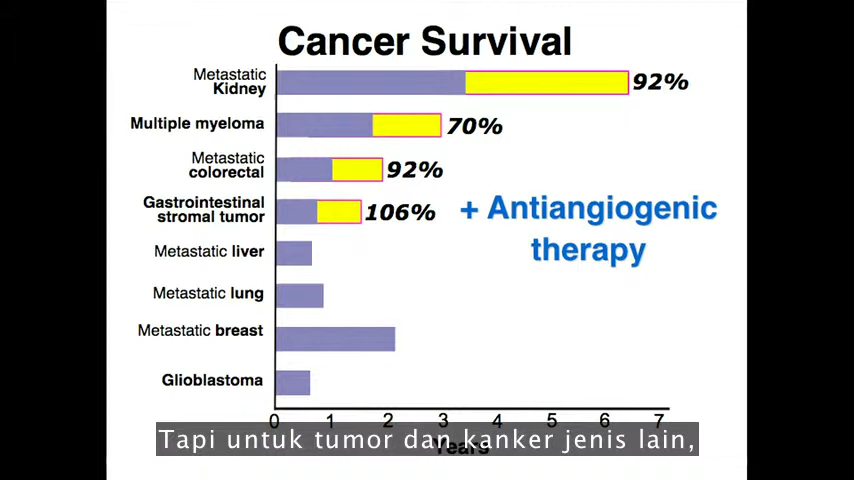 Cancer Survival
Metastatic
Kidney
92%
Multiple myeloma
70%
Metastatic
colorectal
92%
Gastrointestinal
stromal tumor
106%
+ Antiangiogenic
therapy
Metastatic liver
Metastatic lung
Metastatic breast
Glioblastoma
0 1 2 3 4 5 6 7
Years
Tapi untuk tumor dan kanker jenis lain,